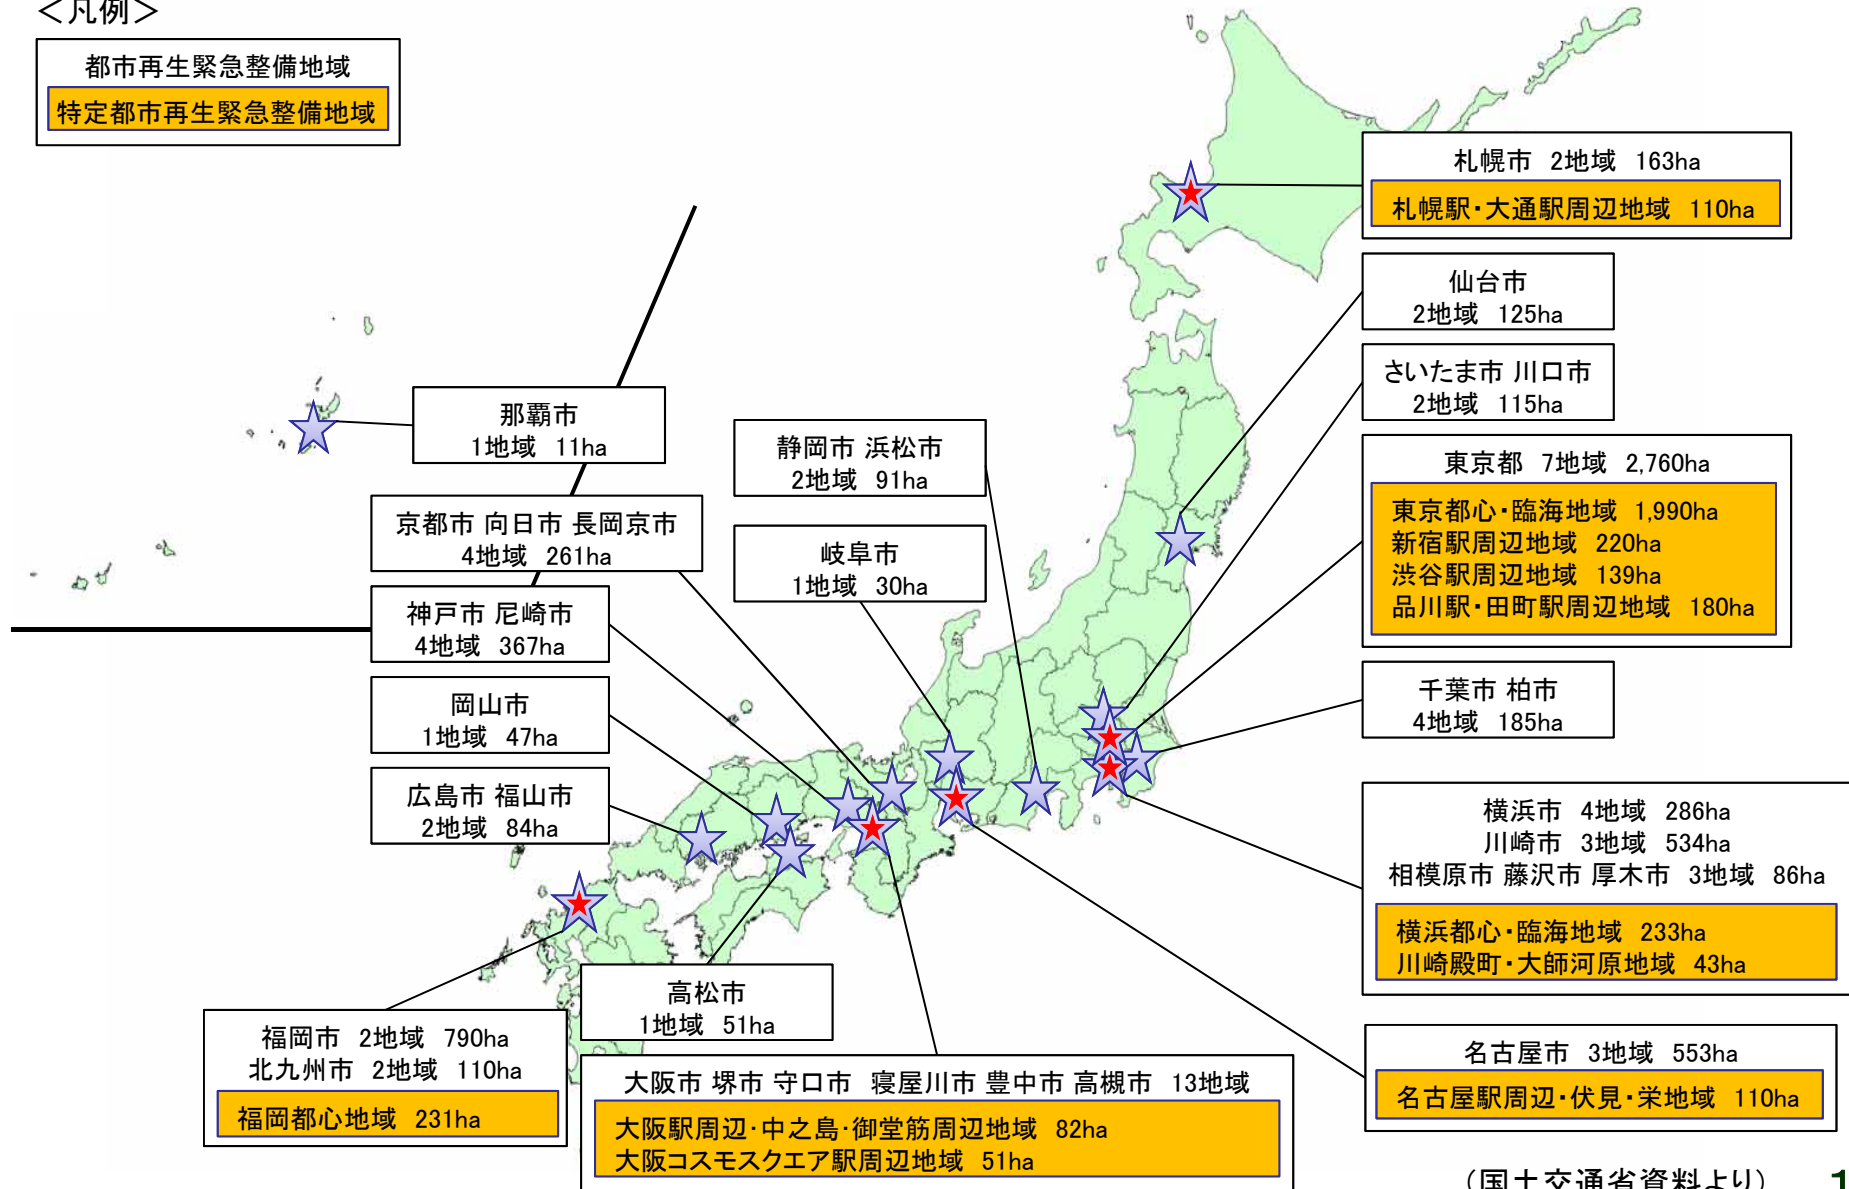 ＜凡例＞
都市再生緊急整備地域
特定都市再生緊急整備地域
札幌市 2地域 163ha
札幌駅・大通駅周辺地域 110ha
仙台市
2地域 125ha
さいたま市 川口市
2地域 115ha
東京都 7地域 2,760ha
東京都心・臨海地域 1,990ha
新宿駅周辺地域 220ha
渋谷駅周辺地域 139ha
品川駅・田町駅周辺地域 180ha
千葉市 柏市
4地域 185ha
横浜市 4地域 286ha
川崎市 3地域 534ha
相模原市 藤沢市 厚木市 3地域 86ha
横浜都心・臨海地域 233ha
川崎殿町・大師河原地域 43ha
名古屋市 3地域 553ha
名古屋駅周辺・伏見・栄地域 110ha
那覇市
1地域 11ha
静岡市 浜松市
2地域 91ha
京都市 向日市 長岡京市
4地域 261ha
岐阜市
1地域 30ha
神戸市 尼崎市
4地域 367ha
岡山市
1地域 47ha
広島市 福山市
2地域 84ha
高松市
1地域 51ha
福岡市 2地域 790ha
北九州市 2地域 110ha
福岡都心地域 231ha
大阪市 堺市 守口市 寝屋川市 豊中市 高槻市 13地域
大阪駅周辺・中之島・御堂筋周辺地域 82ha
大阪コスモスクエア駅周辺地域 51ha
（国土交通省資料より）
1